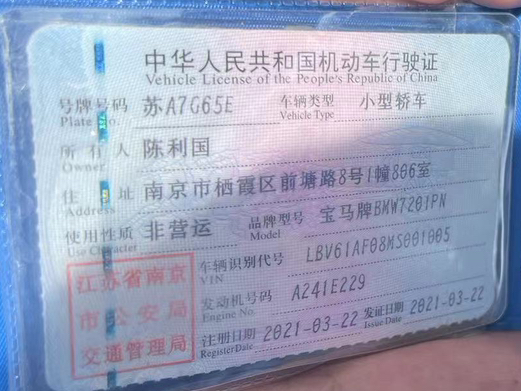 中华人民共和国机动车行驶证
Vehicle License of the People's Republic of China
号牌号码 苏A7G65E 车辆类型 小型轿车
Plate No. Vehicle Type
所有人 陈利国
Owner
住址 南京市栖霞区前塘路8号1幢806室
Address
使用性质 非营运 品牌型号 宝马牌BMW7201PN
Use Character Model
江苏省南京市公安局交通管理局
车辆识别代号 LBV61AF08MS001005
VIN
发动机号码 A241E229
Engine No.
注册日期 2021-03-22 发证日期 2021-03-22
Register Date Issue Date